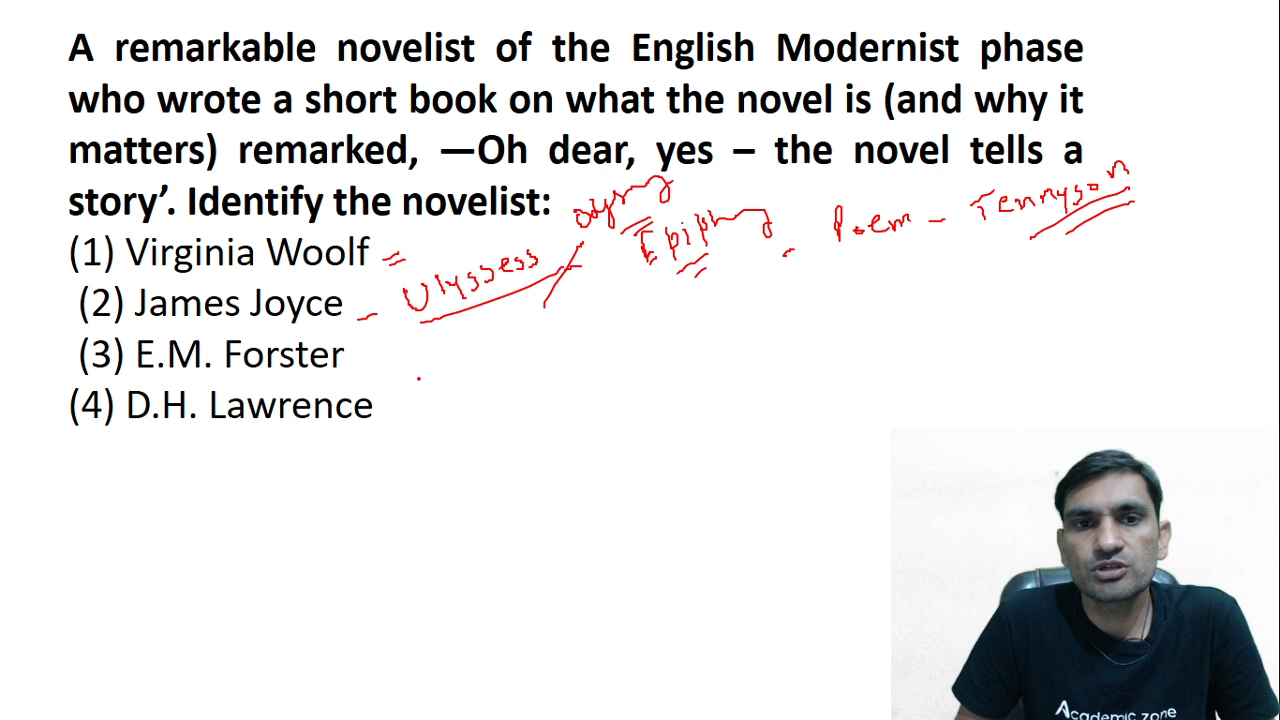 A remarkable novelist of the English Modernist phase
who wrote a short book on what the novel is (and why it
matters) remarked, —Oh dear, yes – the novel tells a
story’. Identify the novelist:
(1) Virginia Woolf =
(2) James Joyce - Ulyssess
Poem - Tennyson
(3) E.M. Forster
(4) D.H. Lawrence
Academic zone